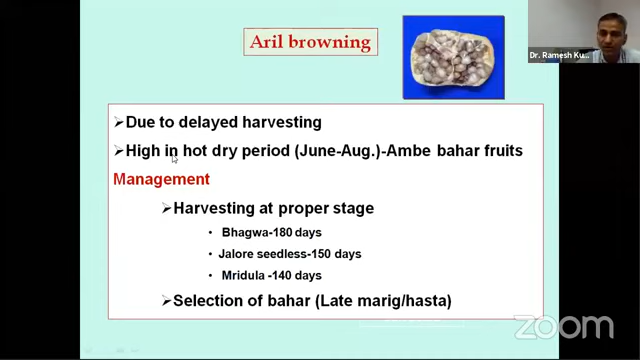 Aril browning
Dr. Ramesh Ku...
Due to delayed harvesting
High in hot dry period (June-Aug.)-Ambe bahar fruits
Management
Harvesting at proper stage
• Bhagwa-180 days
• Jalore seedless-150 days
• Mridula -140 days
Selection of bahar (Late marig/hasta)
zoom